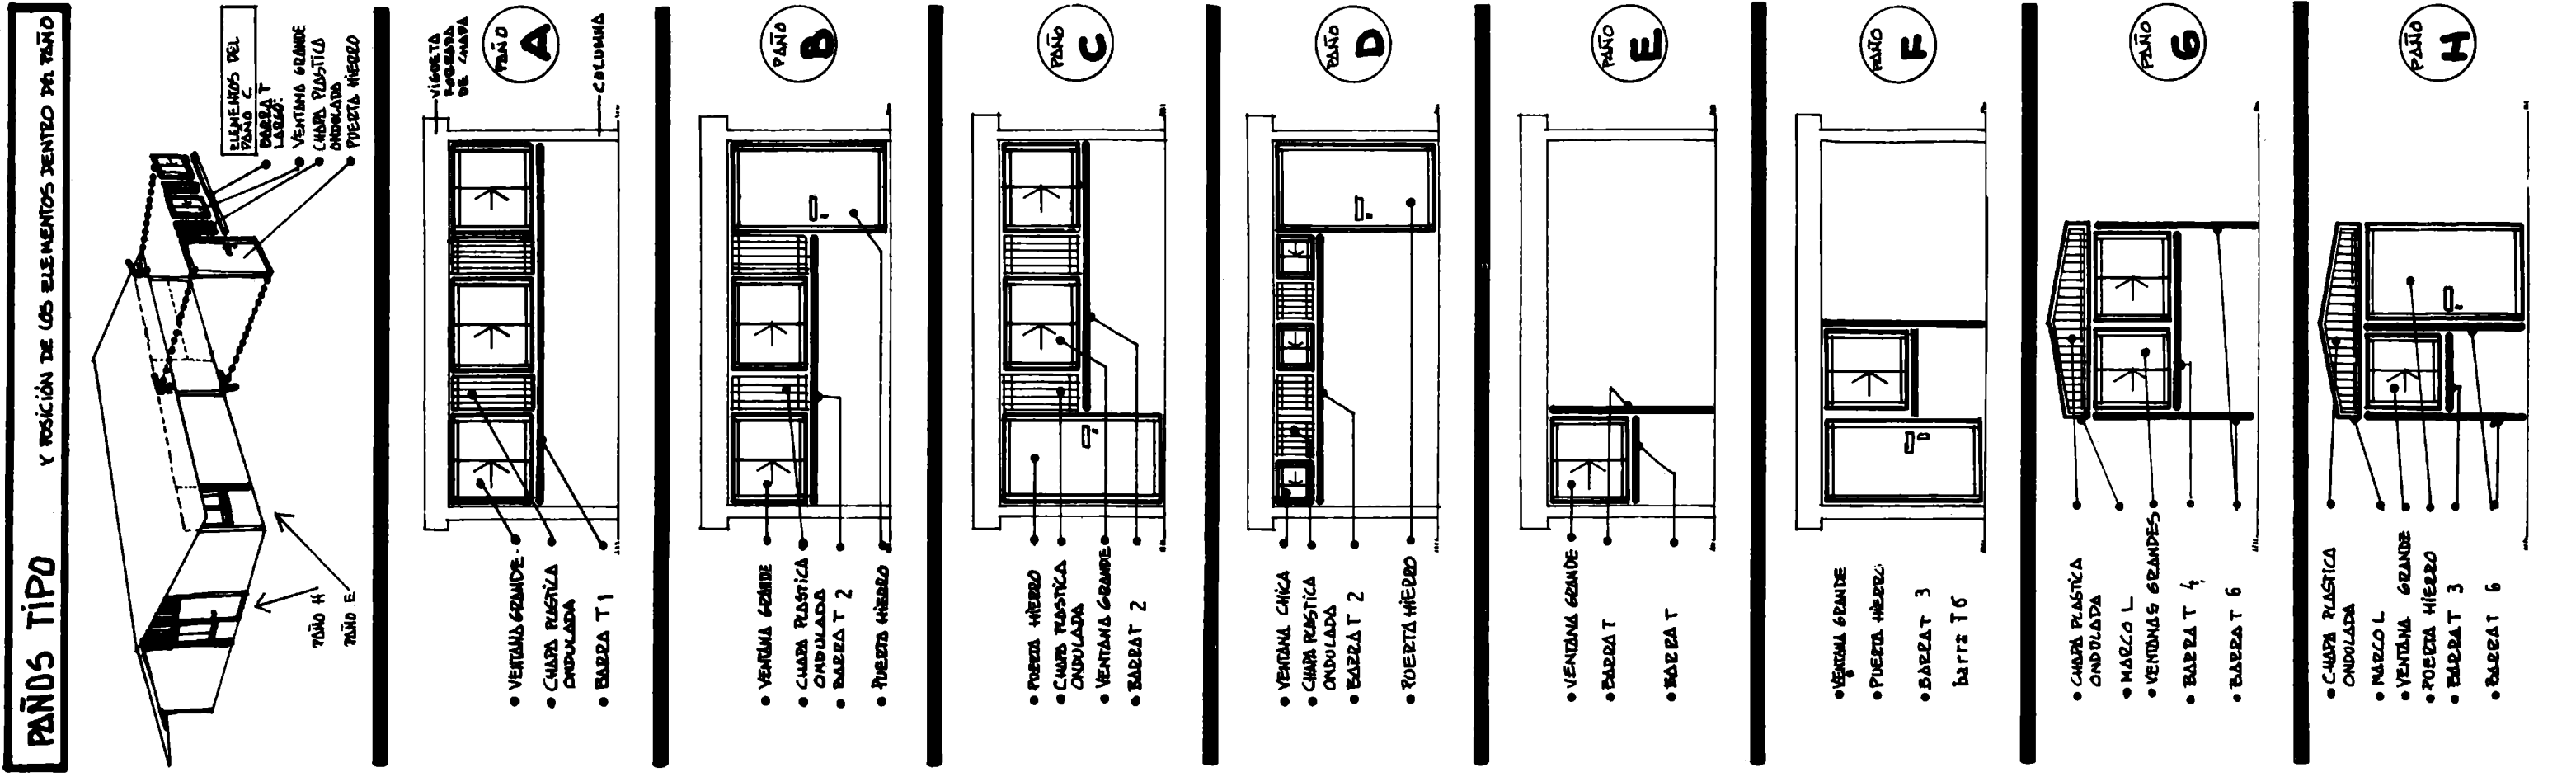 PAÑOS TIPO Y POSICIÓN DE LOS ELEMENTOS DENTRO DEL PAÑO
ELEMENTOS DEL
PAÑO C
• BARRA T
LARGO:
• VENTANA GRANDE
• CHAPA PLASTICA
ONDULADA
• PUERTA HIERRO
PAÑO H
PAÑO E
VIGUETA
FORRADA
DE CHAPA
PAÑO
A
COLUMNA
• VENTANA GRANDE
• CHAPA PLASTICA
ONDULADA
• BARRA T 1
PAÑO
B
• VENTANA GRANDE
• CHAPA PLASTICA
ONDULADA
• BARRA T 2
• PUERTA HIERRO
PAÑO
C
• PUERTA HIERRO
• CHAPA PLASTICA
ONDULADA
• VENTANA GRANDE
• BARRA T 2
PAÑO
D
• VENTANA CHICA
• CHAPA PLASTICA
ONDULADA
• BARRA T 2
• PUERTA HIERRO
PAÑO
E
• VENTANA GRANDE
• BARRA T
• BARRA T
PAÑO
F
• VENTANA GRANDE
• PUERTA HIERRO
• BARRA T 3
barra T6
PAÑO
G
• CHAPA PLASTICA
ONDULADA
• MARCO L
• VENTANAS GRANDES
• BARRA T 4
• BARRA T 6
PAÑO
H
• CHAPA PLASTICA
ONDULADA
• MARCO L
• VENTANA GRANDE
• PUERTA HIERRO
• BARRA T 3
• BARRA T 6